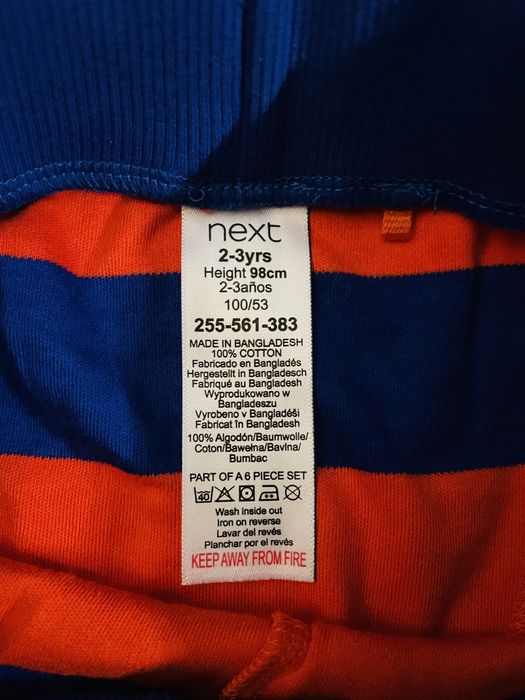 next
2-3yrs
Height 98cm
2-3años
100/53
255-561-383
MADE IN BANGLADESH
100% COTTON
Fabricado en Bangladés
Hergestellt in Bangladesch
Fabriqué au Bangladesh
Wyprodukowano w
Bangladeszu
Vyrobeno v Bangladéši
Fabricat în Bangladesh
100% Algodón/Baumwolle/
Coton/Bawełna/Bavlna/
Bumbac
PART OF A 6 PIECE SET
40
Wash inside out
Iron on reverse
Lavar del revés
Planchar por el revés
KEEP AWAY FROM FIRE